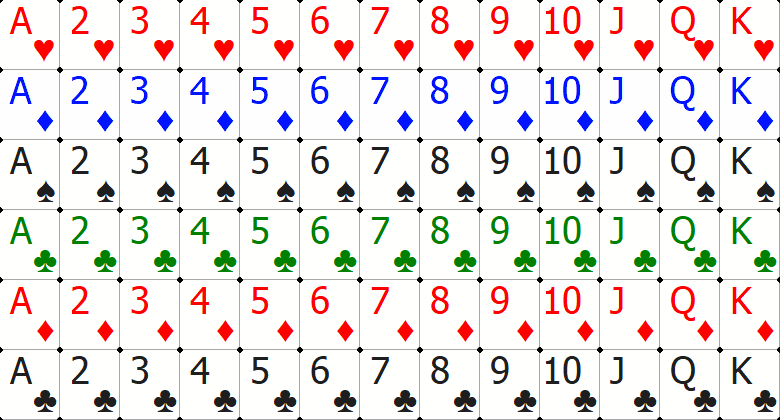 A♥ 2♥ 3♥ 4♥ 5♥ 6♥ 7♥ 8♥ 9♥ 10♥ J♥ Q♥ K♥
A♦ 2♦ 3♦ 4♦ 5♦ 6♦ 7♦ 8♦ 9♦ 10♦ J♦ Q♦ K♦
A♠ 2♠ 3♠ 4♠ 5♠ 6♠ 7♠ 8♠ 9♠ 10♠ J♠ Q♠ K♠
A♣ 2♣ 3♣ 4♣ 5♣ 6♣ 7♣ 8♣ 9♣ 10♣ J♣ Q♣ K♣
A♦ 2♦ 3♦ 4♦ 5♦ 6♦ 7♦ 8♦ 9♦ 10♦ J♦ Q♦ K♦
A♣ 2♣ 3♣ 4♣ 5♣ 6♣ 7♣ 8♣ 9♣ 10♣ J♣ Q♣ K♣